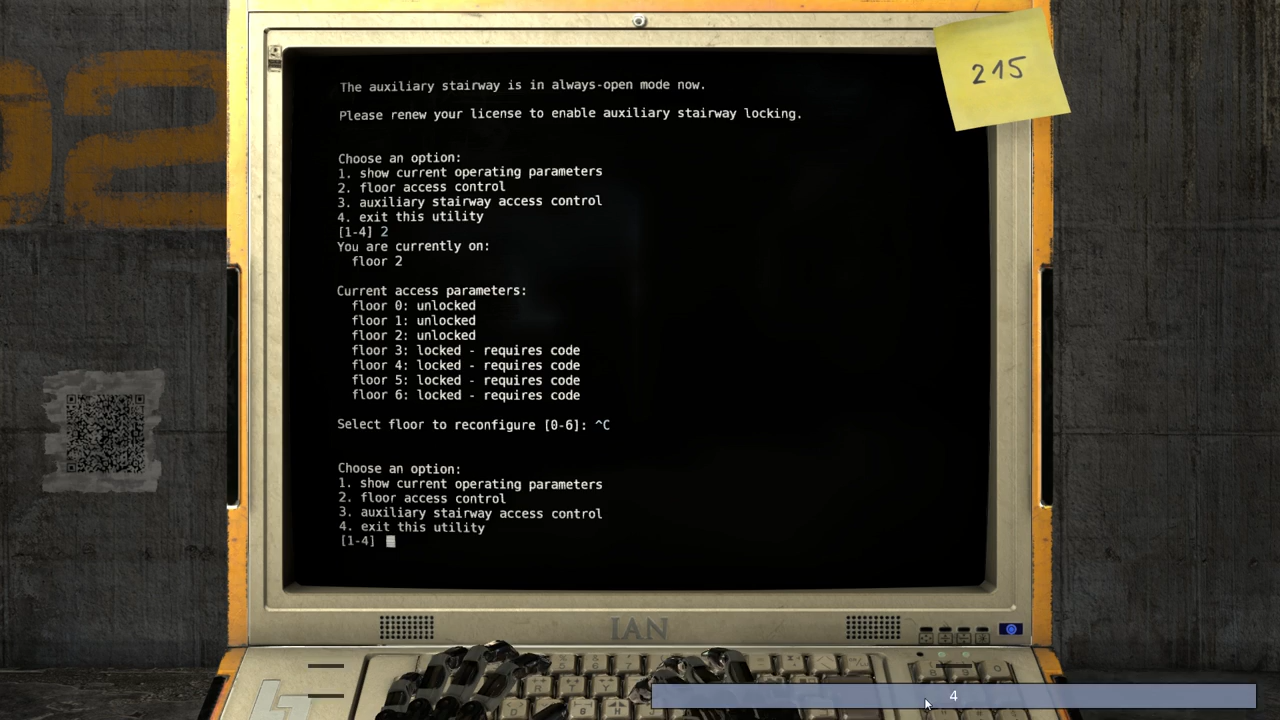 02
215
The auxiliary stairway is in always-open mode now.
Please renew your license to enable auxiliary stairway locking.
Choose an option:
1. show current operating parameters
2. floor access control
3. auxiliary stairway access control
4. exit this utility
[1-4] 2
You are currently on:
floor 2
Current access parameters:
floor 0: unlocked
floor 1: unlocked
floor 2: unlocked
floor 3: locked - requires code
floor 4: locked - requires code
floor 5: locked - requires code
floor 6: locked - requires code
Select floor to reconfigure [0-6]: ^C
Choose an option:
1. show current operating parameters
2. floor access control
3. auxiliary stairway access control
4. exit this utility
[1-4]
IAN
4